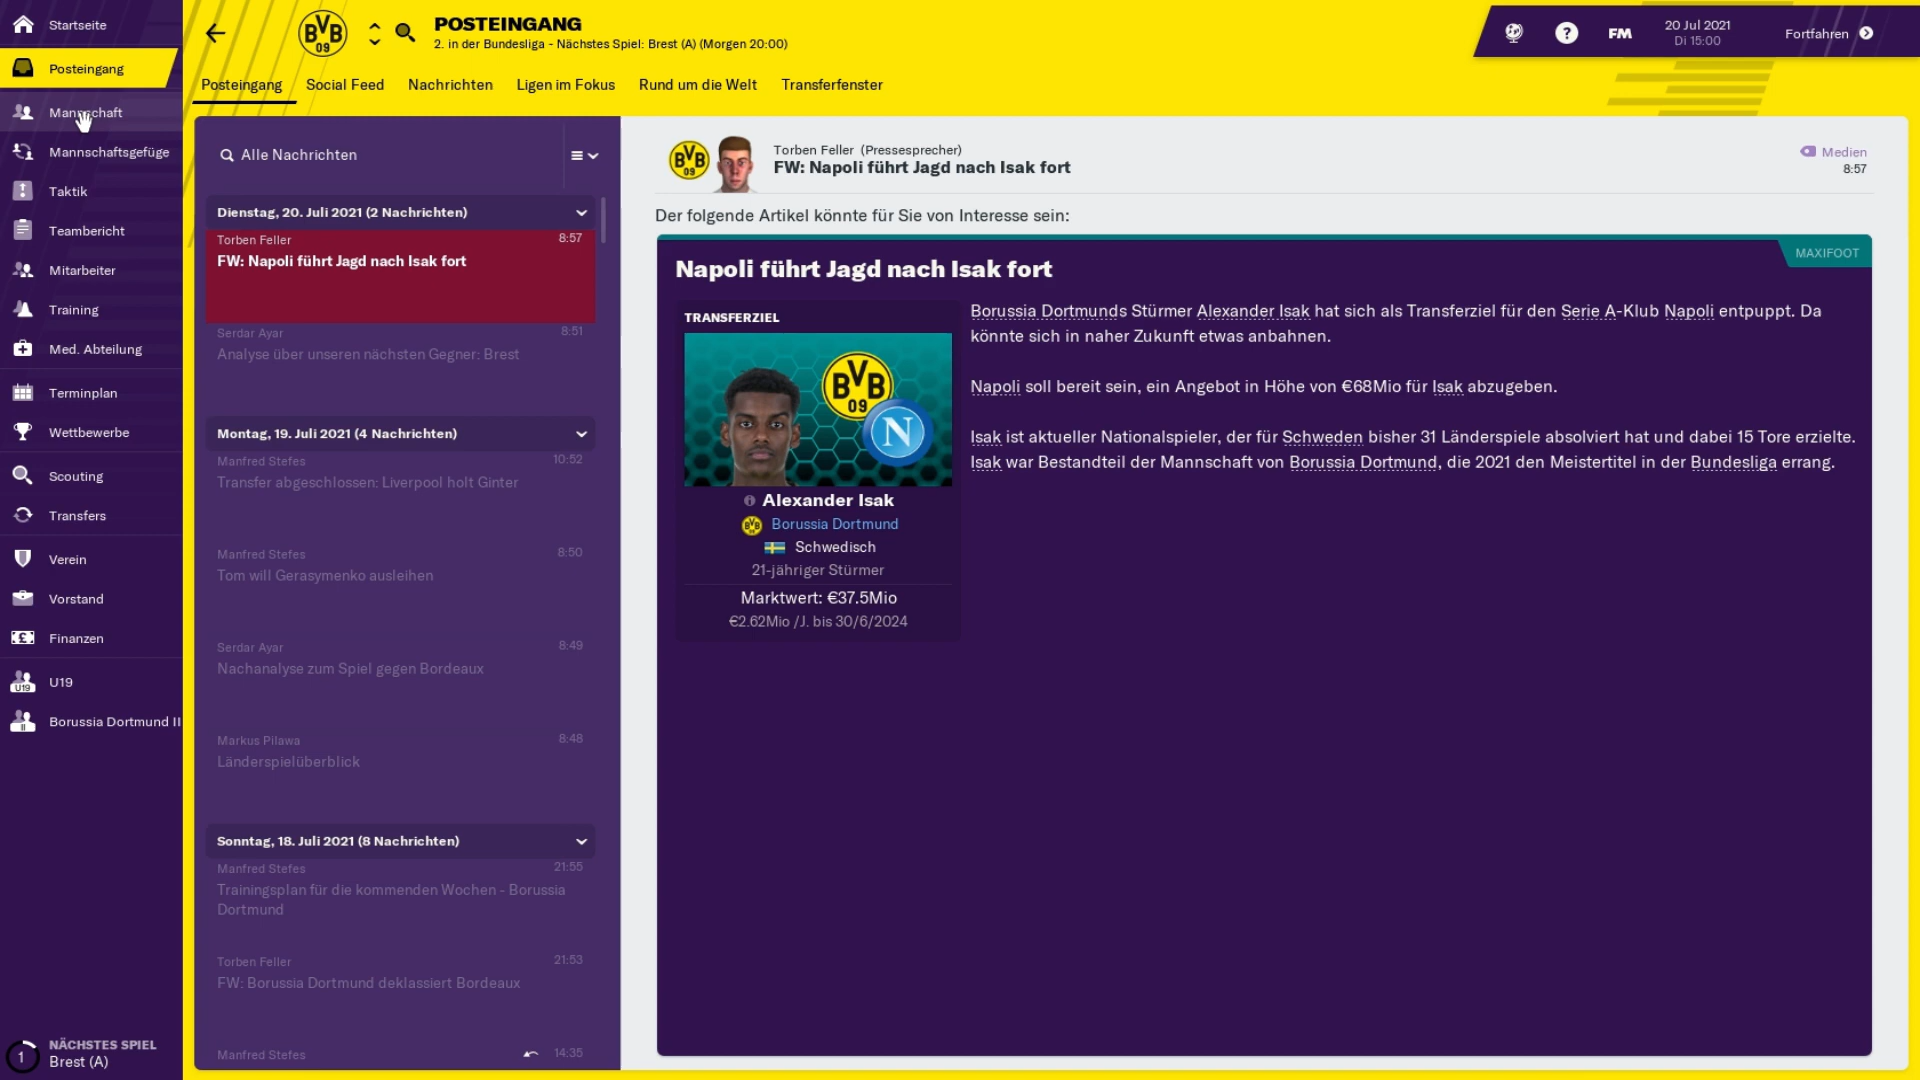 Startseite
Posteingang
Mannschaft
Mannschaftsgefüge
Taktik
Teambericht
Mitarbeiter
Training
Med. Abteilung
Terminplan
Wettbewerbe
Scouting
Transfers
Verein
Vorstand
Finanzen
U19
U19
II
Borussia Dortmund II
1
NÄCHSTES SPIEL
Brest (A)
BVB
09
POSTEINGANG
2. in der Bundesliga - Nächstes Spiel: Brest (A) (Morgen 20:00)
?
FM
20 Jul 2021
Di 15:00
Fortfahren
Posteingang Social Feed Nachrichten Ligen im Fokus Rund um die Welt Transferfenster
Alle Nachrichten
Dienstag, 20. Juli 2021 (2 Nachrichten)
Torben Feller 8:57
FW: Napoli führt Jagd nach Isak fort
Serdar Ayar 8:51
Analyse über unseren nächsten Gegner: Brest
Montag, 19. Juli 2021 (4 Nachrichten)
Manfred Stefes 10:52
Transfer abgeschlossen: Liverpool holt Ginter
Manfred Stefes 8:50
Tom will Gerasymenko ausleihen
Serdar Ayar 8:49
Nachanalyse zum Spiel gegen Bordeaux
Markus Pilawa 8:48
Länderspielüberblick
Sonntag, 18. Juli 2021 (8 Nachrichten)
Manfred Stefes 21:55
Trainingsplan für die kommenden Wochen - Borussia
Dortmund
Torben Feller 21:53
FW: Borussia Dortmund deklassiert Bordeaux
Manfred Stefes 14:35
BVB
09
Torben Feller (Pressesprecher)
FW: Napoli führt Jagd nach Isak fort
Medien
8:57
Der folgende Artikel könnte für Sie von Interesse sein:
MAXIFOOT
Napoli führt Jagd nach Isak fort
TRANSFERZIEL
BVB
09
N
Alexander Isak
BVB
Borussia Dortmund
Schwedisch
21-jähriger Stürmer
Marktwert: €37.5Mio
€2.62Mio /J. bis 30/6/2024
Borussia Dortmunds Stürmer Alexander Isak hat sich als Transferziel für den Serie A-Klub Napoli entpuppt. Da
könnte sich in naher Zukunft etwas anbahnen.
Napoli soll bereit sein, ein Angebot in Höhe von €68Mio für Isak abzugeben.
Isak ist aktueller Nationalspieler, der für Schweden bisher 31 Länderspiele absolviert hat und dabei 15 Tore erzielte.
Isak war Bestandteil der Mannschaft von Borussia Dortmund, die 2021 den Meistertitel in der Bundesliga errang.